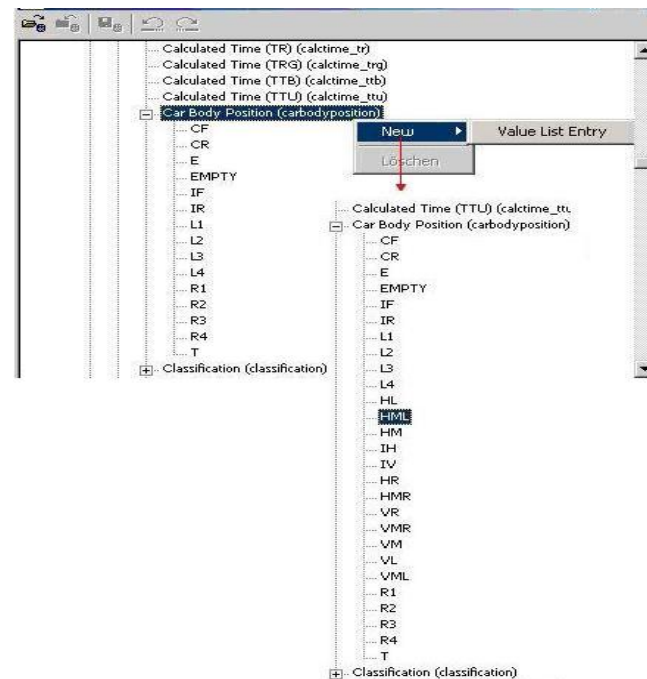 Calculated Time (TR) (calctime_tr)
Calculated Time (TRG) (calctime_trg)
Calculated Time (TTB) (calctime_ttb)
Calculated Time (TTU) (calctime_ttu)
Car Body Position (carbodyposition)
CF
CR
E
EMPTY
IF
IR
L1
L2
L3
L4
R1
R2
R3
R4
T
Classification (classification)
New
Value List Entry
Löschen
Calculated Time (TTU) (calctime_ttu
Car Body Position (carbodyposition)
CF
CR
E
EMPTY
IF
IR
L1
L2
L3
L4
HL
HML
HM
IH
IV
HR
HMR
VR
VMR
VM
VL
VML
R1
R2
R3
R4
T
Classification (classification)